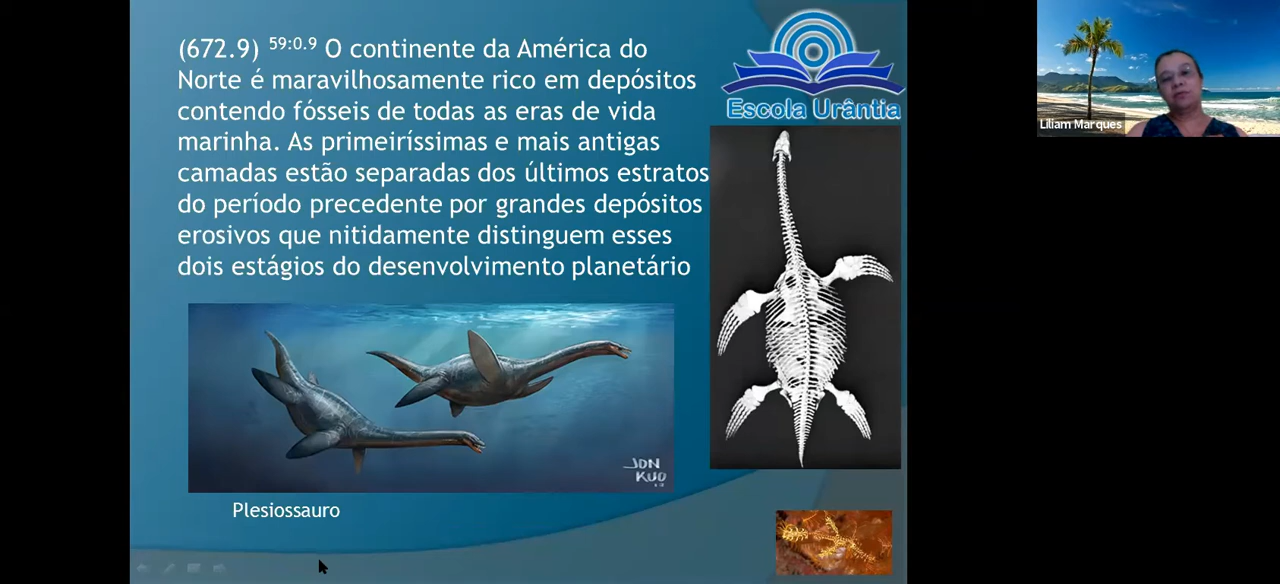 (672.9) 59:0.9 O continente da América do
Norte é maravilhosamente rico em depósitos
contendo fósseis de todas as eras de vida
marinha. As primeiríssimas e mais antigas
camadas estão separadas dos últimos estratos
do período precedente por grandes depósitos
erosivos que nitidamente distinguem esses
dois estágios do desenvolvimento planetário
Escola Urântia
Liliam Marques
JON
KUO
Plesiossauro